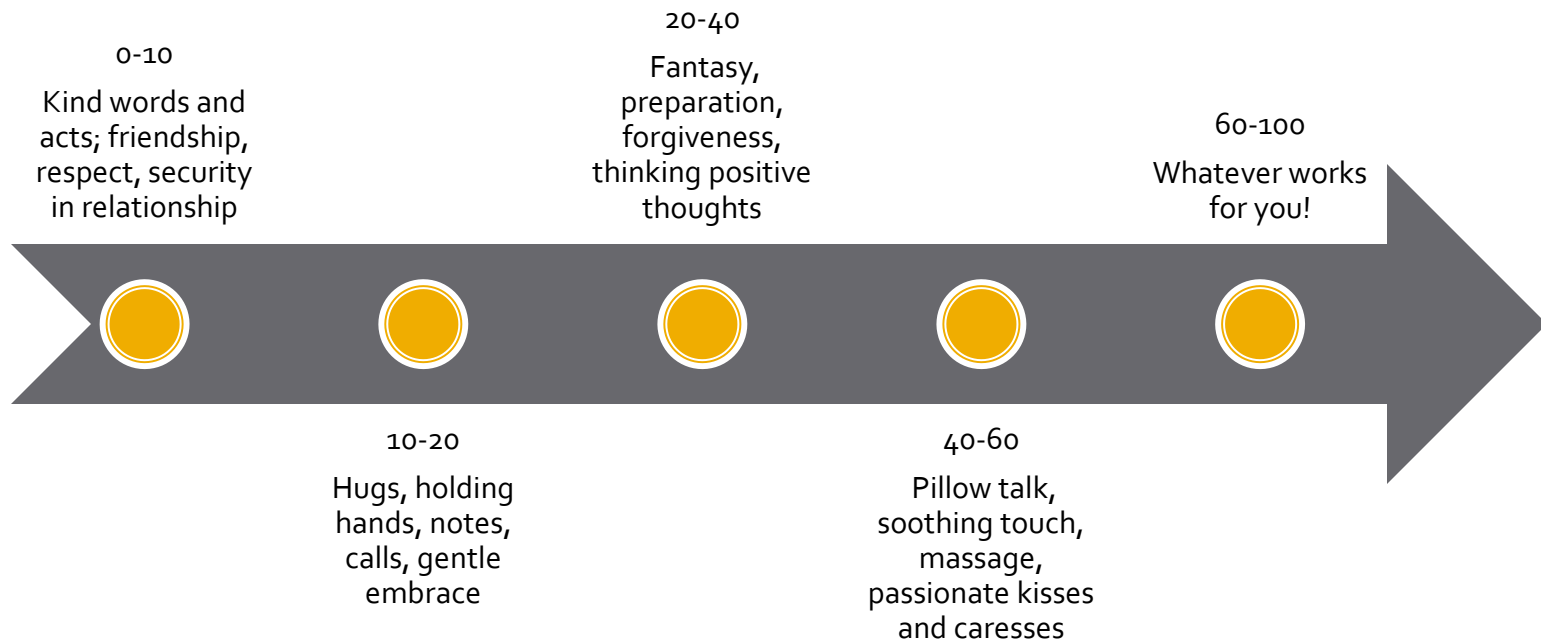 0-10
Kind words and
acts; friendship,
respect, security
in relationship
10-20
Hugs, holding
hands, notes,
calls, gentle
embrace
20-40
Fantasy,
preparation,
forgiveness,
thinking positive
thoughts
40-60
Pillow talk,
soothing touch,
massage,
passionate kisses
and caresses
60-100
Whatever works
for you!